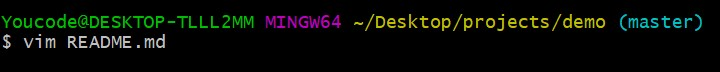 Youcode@DESKTOP-TLLL2MM MINGW64 ~/Desktop/projects/demo (master)
$ vim README.md